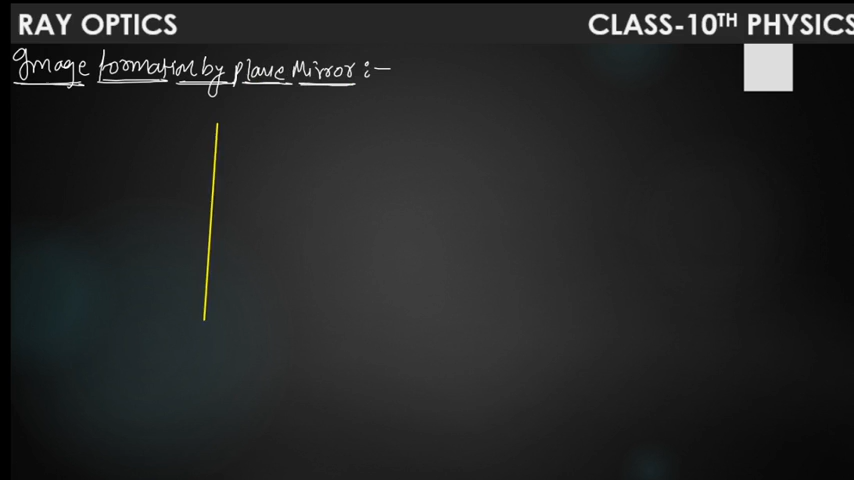 RAY OPTICS
CLASS-10TH PHYSICS
Image formation by plane Mirror :-